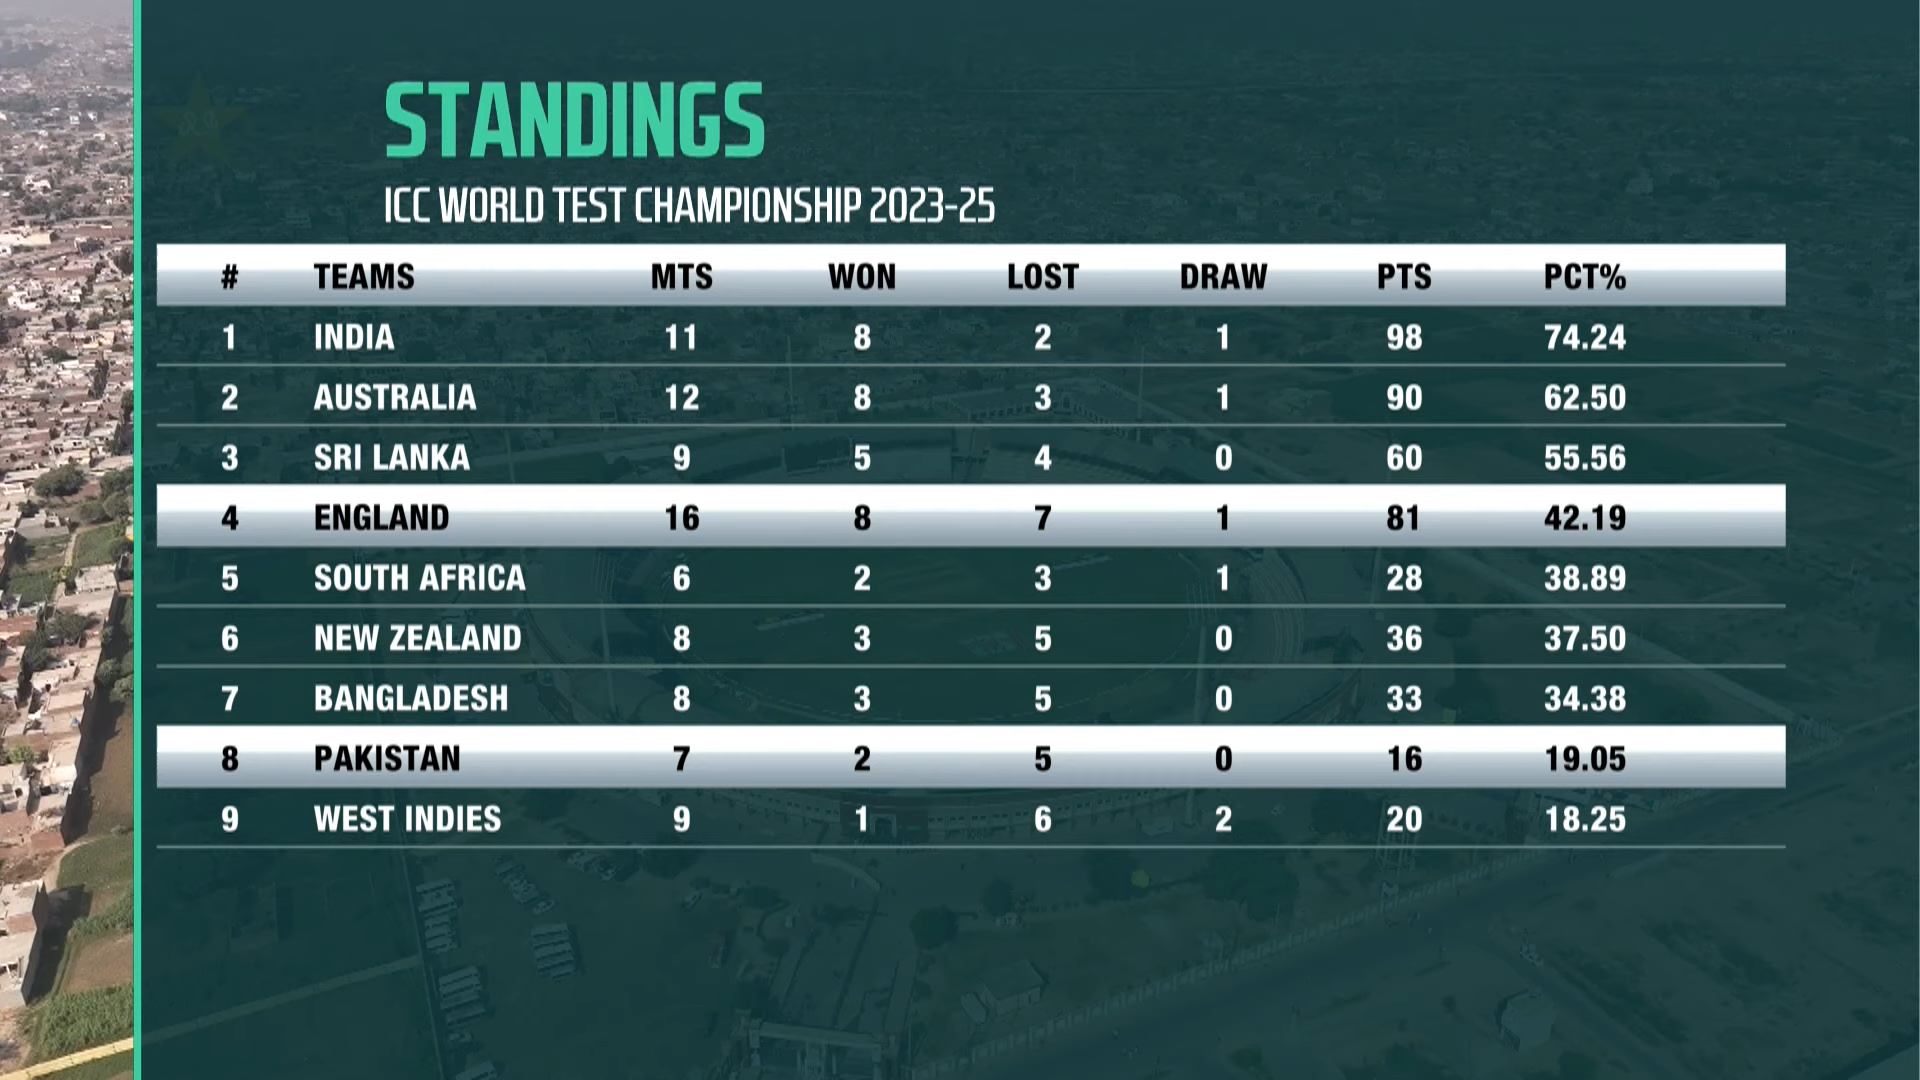 STANDINGS
ICC WORLD TEST CHAMPIONSHIP 2023-25
# TEAMS MTS WON LOST DRAW PTS PCT%
1 INDIA 11 8 2 1 98 74.24
2 AUSTRALIA 12 8 3 1 90 62.50
3 SRI LANKA 9 5 4 0 60 55.56
4 ENGLAND 16 8 7 1 81 42.19
5 SOUTH AFRICA 6 2 3 1 28 38.89
6 NEW ZEALAND 8 3 5 0 36 37.50
7 BANGLADESH 8 3 5 0 33 34.38
8 PAKISTAN 7 2 5 0 16 19.05
9 WEST INDIES 9 1 6 2 20 18.25